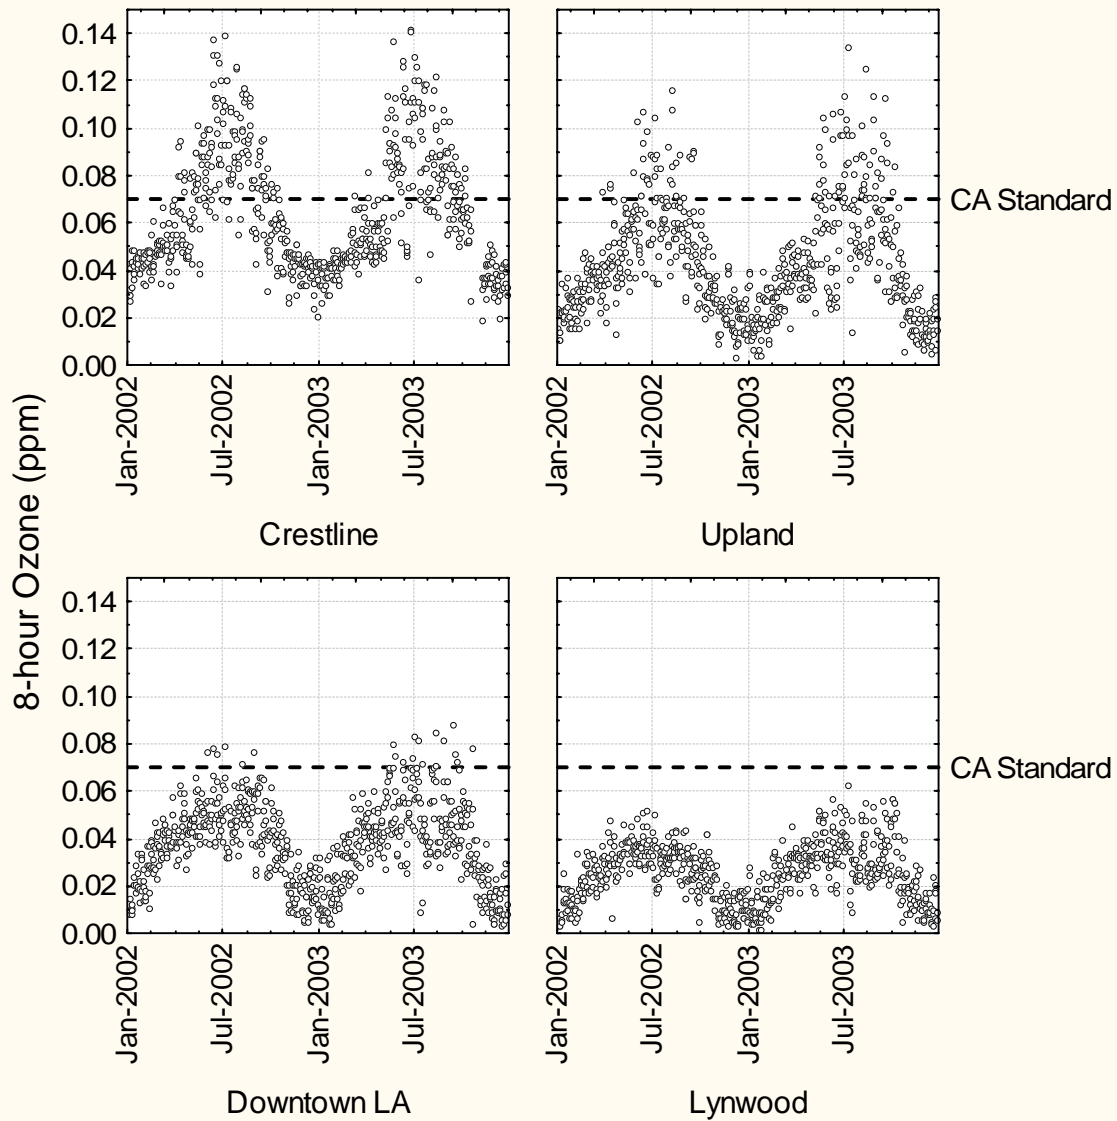 8-hour Ozone (ppm)
0.14
0.12
0.10
0.08
0.06
0.04
0.02
0.00
CA Standard
Jan-2002
Jul-2002
Jan-2003
Jul-2003
Jan-2002
Jul-2002
Jan-2003
Jul-2003
Crestline
Upland
0.14
0.12
0.10
0.08
0.06
0.04
0.02
0.00
CA Standard
Jan-2002
Jul-2002
Jan-2003
Jul-2003
Jan-2002
Jul-2002
Jan-2003
Jul-2003
Downtown LA
Lynwood